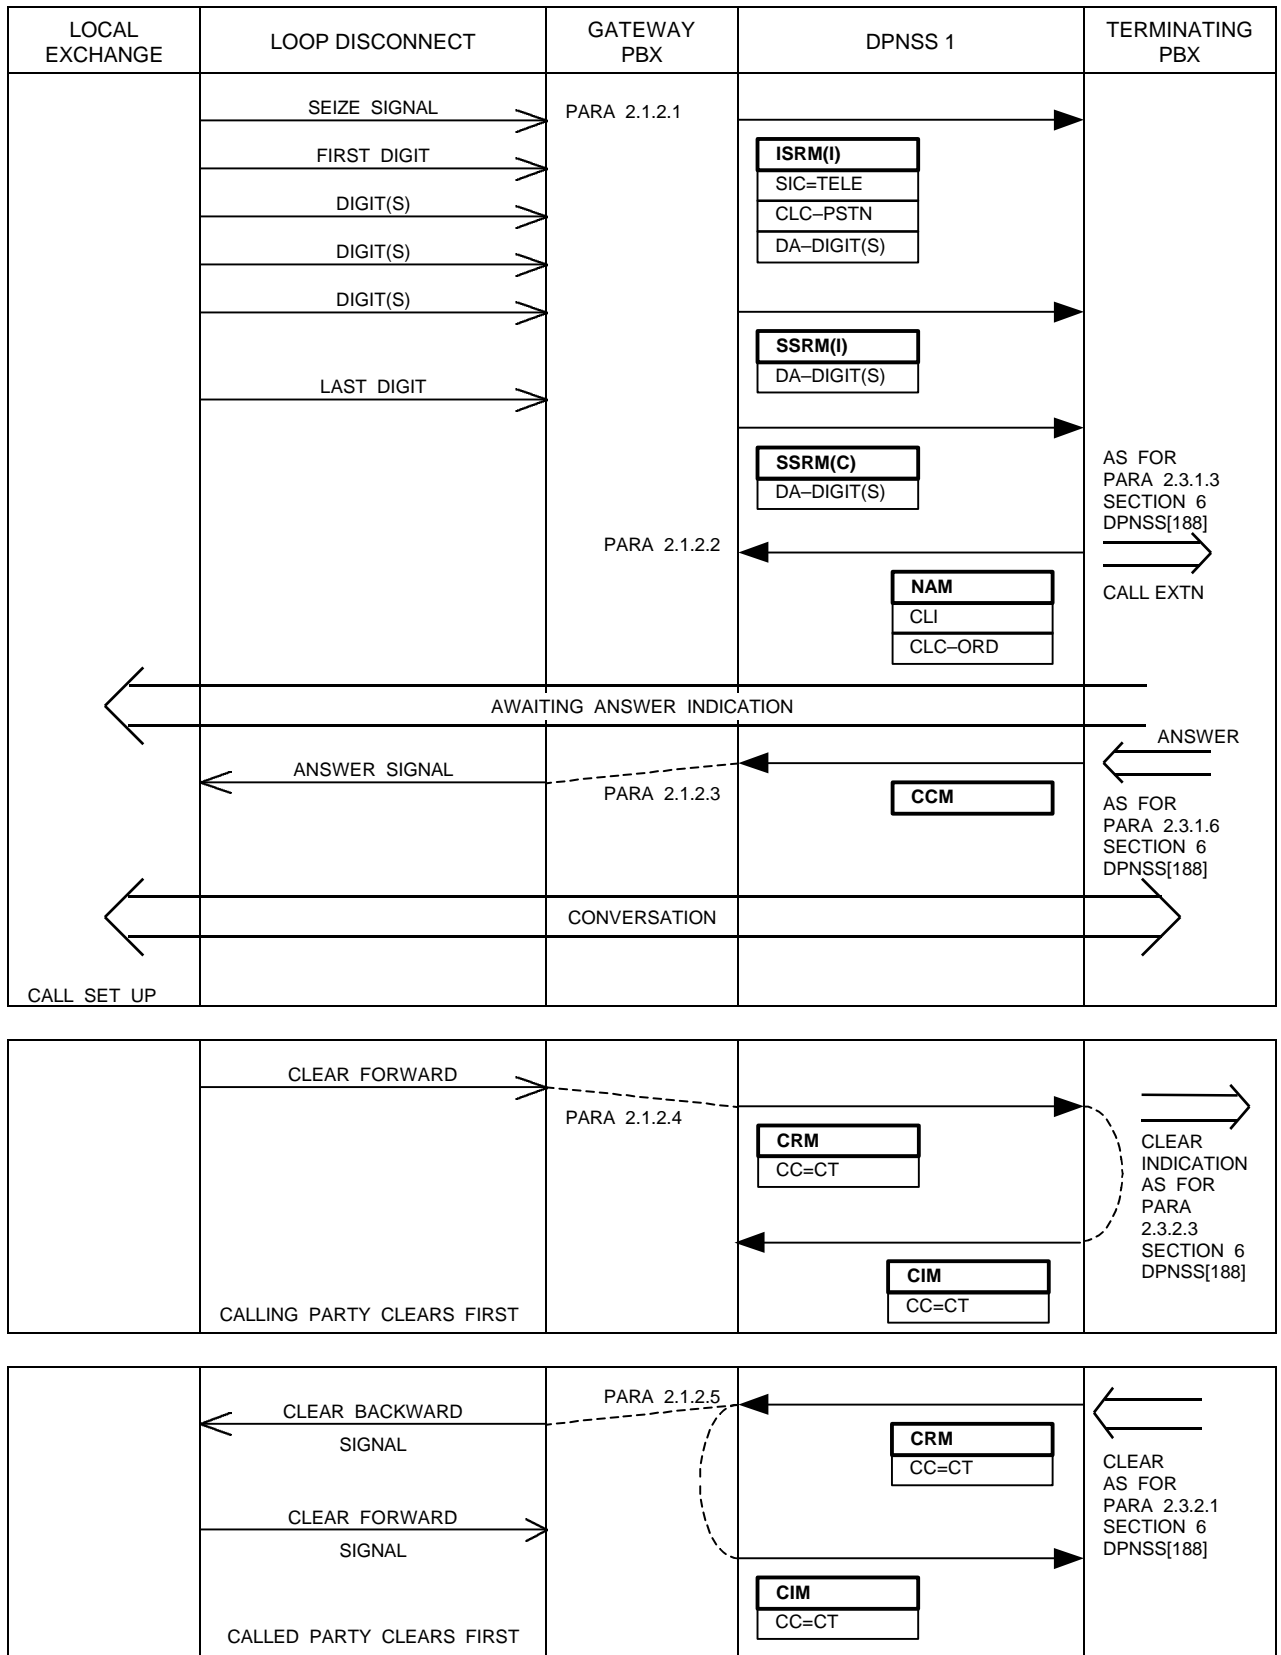 LOCAL
EXCHANGE
LOOP DISCONNECT
GATEWAY
PBX
DPNSS 1
TERMINATING
PBX
SEIZE SIGNAL
PARA 2.1.2.1
FIRST DIGIT
ISRM(I)
SIC=TELE
CLC–PSTN
DA–DIGIT(S)
DIGIT(S)
DIGIT(S)
DIGIT(S)
SSRM(I)
DA–DIGIT(S)
LAST DIGIT
SSRM(C)
DA–DIGIT(S)
AS FOR
PARA 2.3.1.3
SECTION 6
DPNSS[188]
PARA 2.1.2.2
NAM
CLI
CLC–ORD
CALL EXTN
AWAITING ANSWER INDICATION
ANSWER
ANSWER SIGNAL
PARA 2.1.2.3
CCM
AS FOR
PARA 2.3.1.6
SECTION 6
DPNSS[188]
CONVERSATION
CALL SET UP
CLEAR FORWARD
PARA 2.1.2.4
CRM
CC=CT
CLEAR
INDICATION
AS FOR
PARA
2.3.2.3
SECTION 6
DPNSS[188]
CIM
CC=CT
CALLING PARTY CLEARS FIRST
PARA 2.1.2.5
CLEAR BACKWARD
SIGNAL
CRM
CC=CT
CLEAR
AS FOR
PARA 2.3.2.1
SECTION 6
DPNSS[188]
CLEAR FORWARD
SIGNAL
CIM
CC=CT
CALLED PARTY CLEARS FIRST